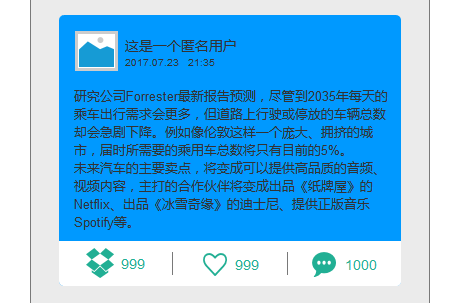 这是一个匿名用户
2017.07.23 21:35
研究公司Forrester最新报告预测，尽管到2035年每天的
乘车出行需求会更多，但道路上行驶或停放的车辆总数
却会急剧下降。例如像伦敦这样一个庞大、拥挤的城
市，届时所需要的乘用车总数将只有目前的5%。
未来汽车的主要卖点，将变成可以提供高品质的音频、
视频内容，主打的合作伙伴将变成出品《纸牌屋》的
Netflix、出品《冰雪奇缘》的迪士尼、提供正版音乐
Spotify等。
999 999 1000